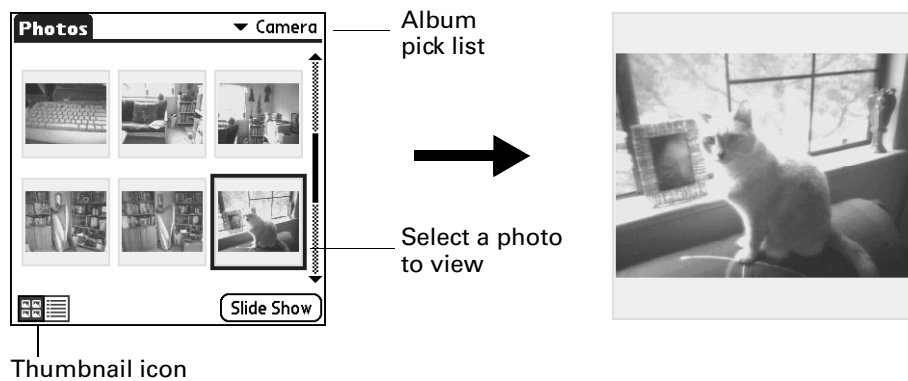 Photos
Camera
Album
pick list
Select a photo
to view
Slide Show
Thumbnail icon